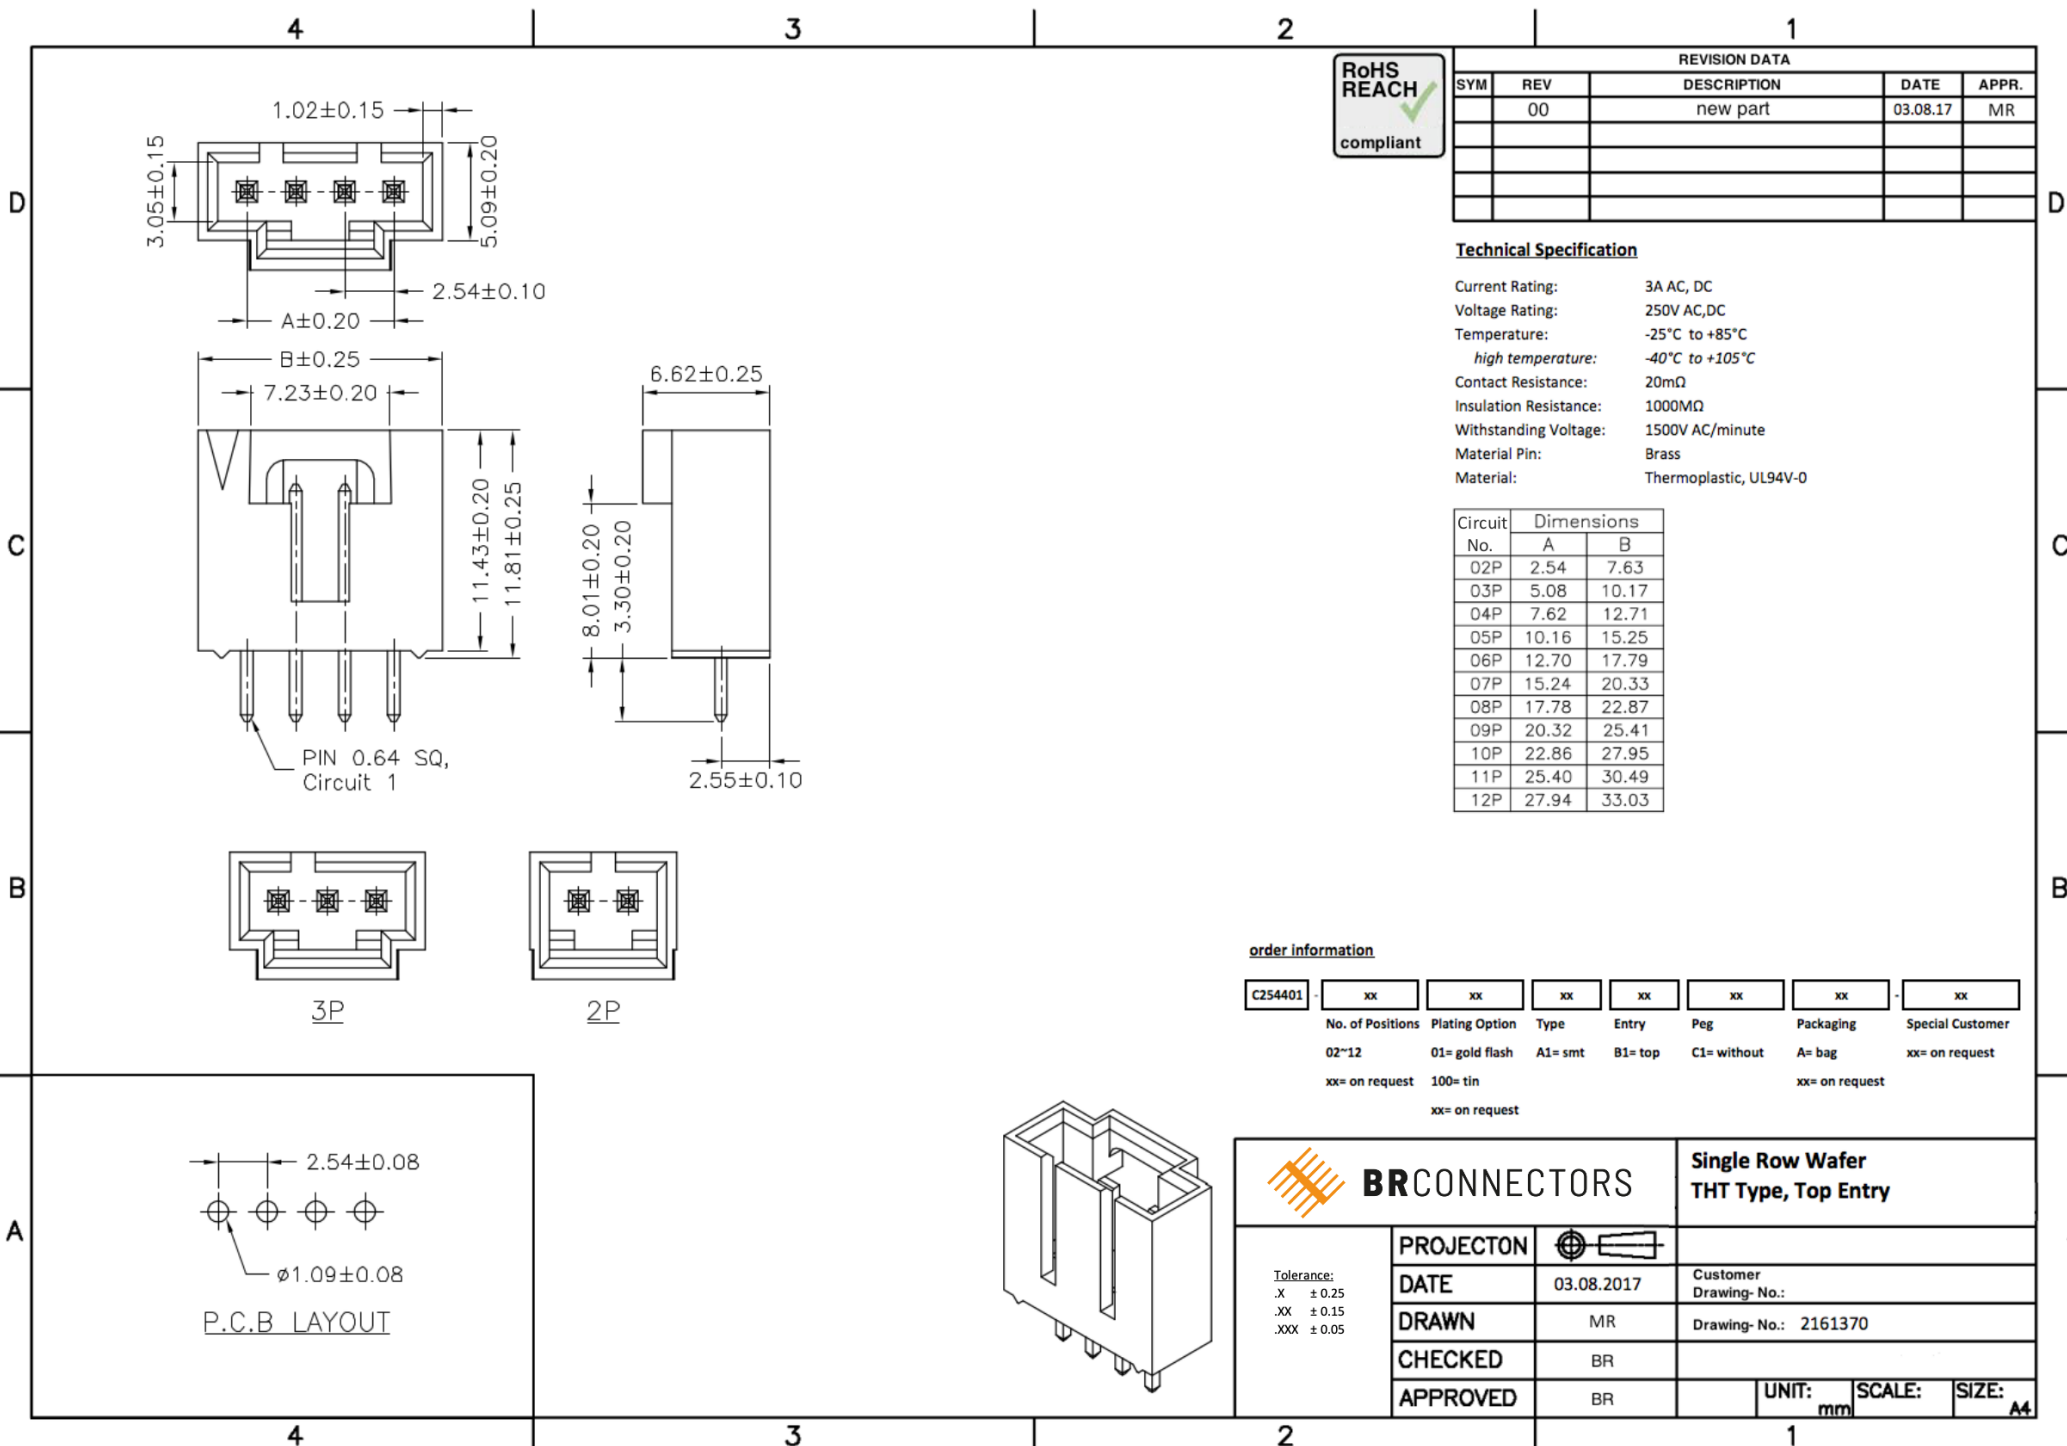 4 3 2 1
D
C
B
A
D
C
B
1.02±0.15
3.05±0.15
5.09±0.20
2.54±0.10
A±0.20
B±0.25
7.23±0.20
11.43±0.20
11.81±0.25
PIN 0.64 SQ,
Circuit 1
6.62±0.25
8.01±0.20
3.30±0.20
2.55±0.10
3P
2P
2.54±0.08
ø1.09±0.08
P.C.B LAYOUT
RoHS
REACH
compliant
REVISION DATA
SYM REV DESCRIPTION DATE APPR.
00 new part 03.08.17 MR
Technical Specification
Current Rating: 3A AC, DC
Voltage Rating: 250V AC,DC
Temperature: -25°C to +85°C
high temperature: -40°C to +105°C
Contact Resistance: 20mΩ
Insulation Resistance: 1000MΩ
Withstanding Voltage: 1500V AC/minute
Material Pin: Brass
Material: Thermoplastic, UL94V-0
Circuit Dimensions
No. A B
02P 2.54 7.63
03P 5.08 10.17
04P 7.62 12.71
05P 10.16 15.25
06P 12.70 17.79
07P 15.24 20.33
08P 17.78 22.87
09P 20.32 25.41
10P 22.86 27.95
11P 25.40 30.49
12P 27.94 33.03
order information
C254401 - xx xx xx xx xx xx - xx
No. of Positions Plating Option Type Entry Peg Packaging Special Customer
02~12 01= gold flash A1= smt B1= top C1= without A= bag xx= on request
xx= on request 100= tin xx= on request
xx= on request
BRCONNECTORS
Single Row Wafer
THT Type, Top Entry
Tolerance:
.X ± 0.25
.XX ± 0.15
.XXX ± 0.05
PROJECTON
DATE 03.08.2017
DRAWN MR
CHECKED BR
APPROVED BR
Customer
Drawing- No.:
Drawing- No.: 2161370
UNIT: mm SCALE: SIZE: A4
4 3 2 1